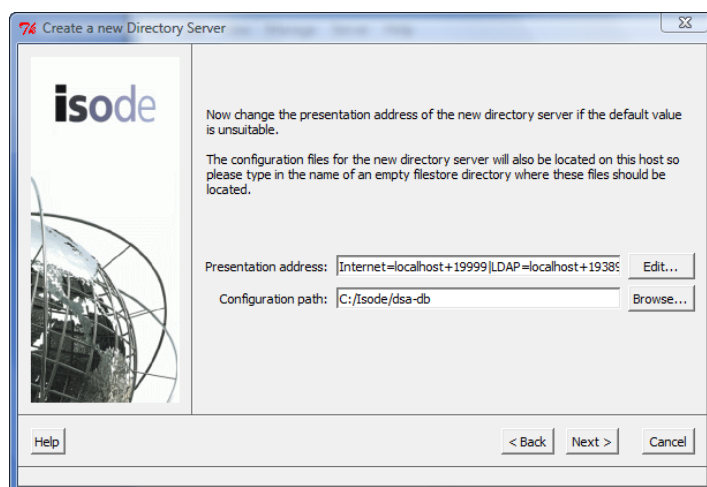 Create a new Directory Server
isode
Now change the presentation address of the new directory server if the default value
is unsuitable.
The configuration files for the new directory server will also be located on this host so
please type in the name of an empty filestore directory where these files should be
located.
Presentation address: Internet=localhost+19999|LDAP=localhost+19389 Edit...
Configuration path: C:/Isode/dsa-db Browse...
Help < Back Next > Cancel